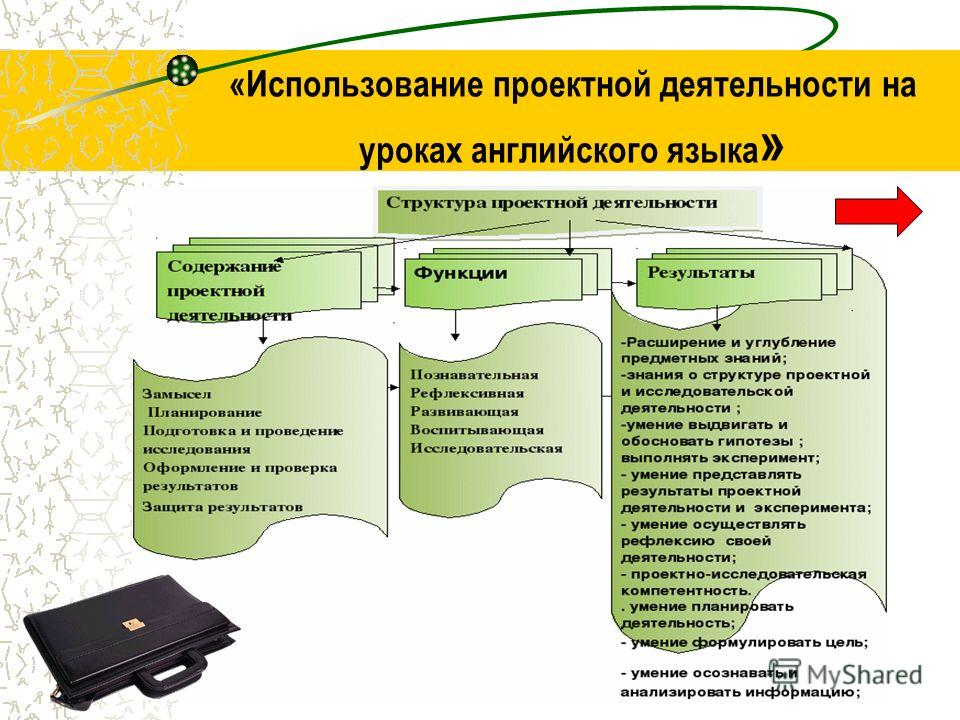 «Использование проектной деятельности на
уроках английского языка»
Структура проектной деятельности
Содержание
проектной
деятельности
Функции
Результаты
Замысел
Планирование
Подготовка и проведение
исследования
Оформление и проверка
результатов
Защита результатов
Познавательная
Рефлексивная
Развивающая
Воспитывающая
Исследовательская
-Расширение и углубление
предметных знаний;
-знания о структуре проектной
и исследовательской
деятельности ;
-умение выдвигать и
обосновать гипотезы ;
выполнять эксперимент;
- умение представлять
результаты проектной
деятельности и эксперимента;
- умение осуществлять
рефлексию своей
деятельности;
- проектно-исследовательская
компетентность.
. умение планировать
деятельность;
- умение формулировать цель;
- умение осознавать и
анализировать информацию;
MyShared